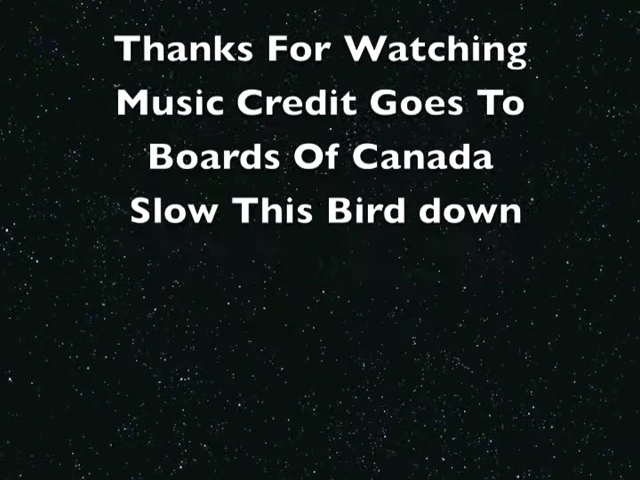 Thanks For Watching
Music Credit Goes To
Boards Of Canada
Slow This Bird down